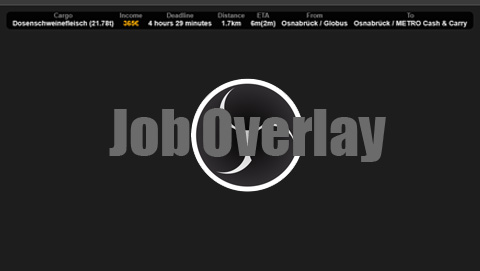 Cargo Income Deadline Distance ETA From To
Dosenschweinefleisch (21.78t) 365€ 4 hours 29 minutes 1.7km 6m(2m) Osnabrück / Globus Osnabrück / METRO Cash & Carry
Job Overlay